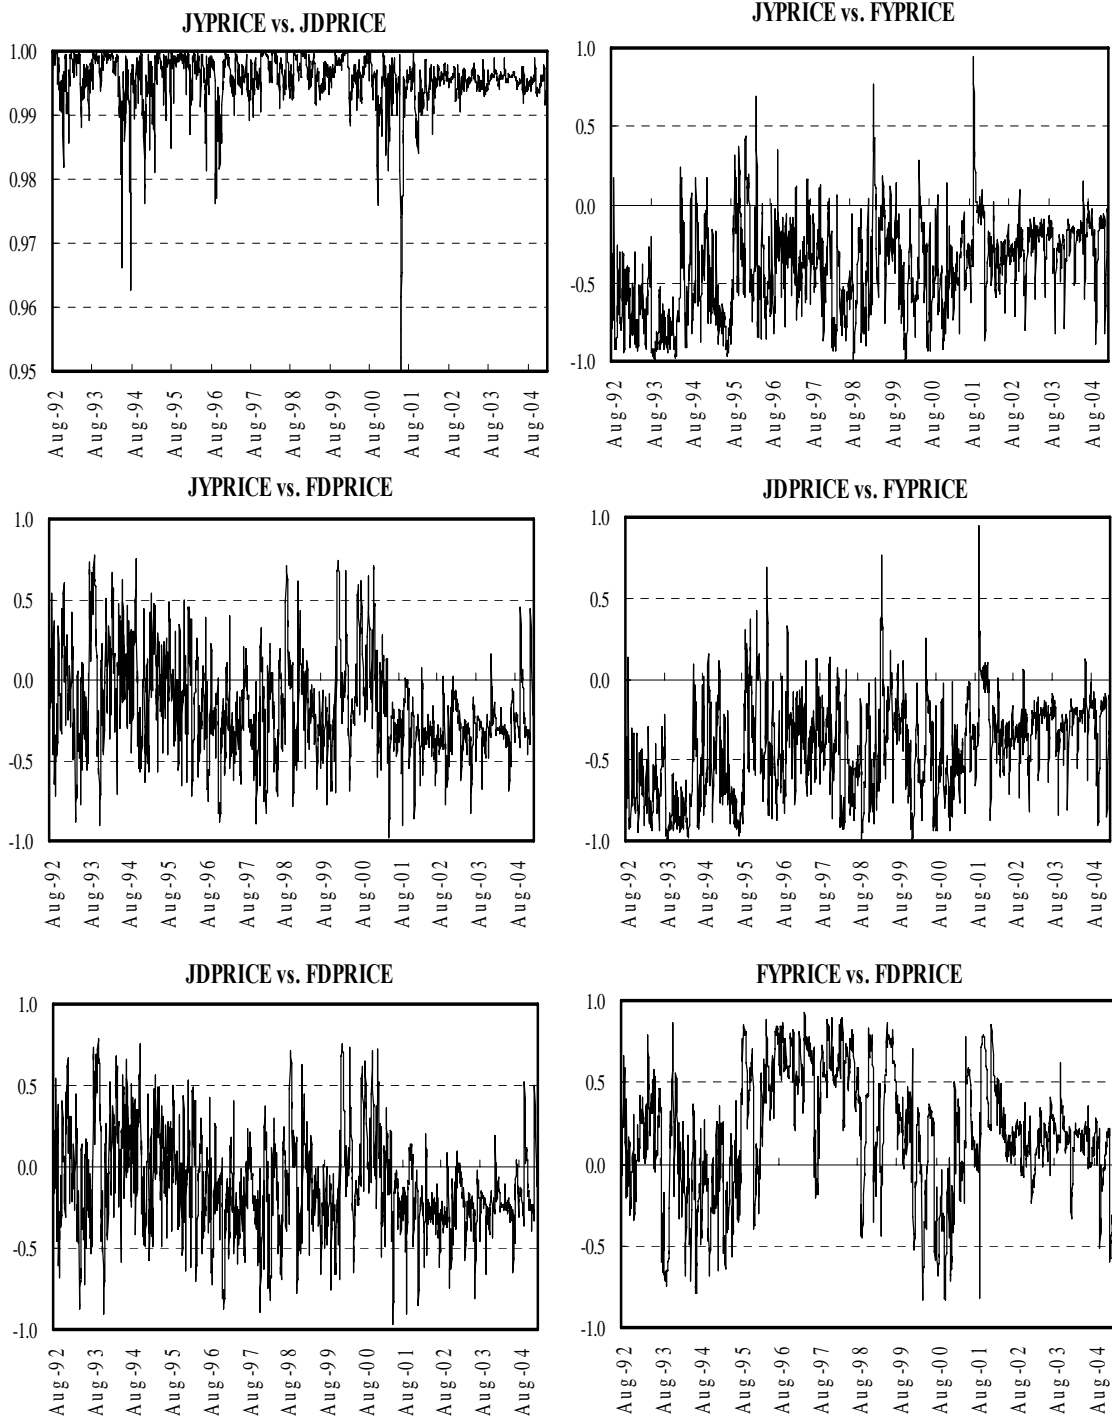 JYPRICE vs. JDPRICE
1.00
0.99
0.98
0.97
0.96
0.95
Aug-92
Aug-93
Aug-94
Aug-95
Aug-96
Aug-97
Aug-98
Aug-99
Aug-00
Aug-01
Aug-02
Aug-03
Aug-04
JYPRICE vs. FYPRICE
1.0
0.5
0.0
-0.5
-1.0
Aug-92
Aug-93
Aug-94
Aug-95
Aug-96
Aug-97
Aug-98
Aug-99
Aug-00
Aug-01
Aug-02
Aug-03
Aug-04
JYPRICE vs. FDPRICE
1.0
0.5
0.0
-0.5
-1.0
Aug-92
Aug-93
Aug-94
Aug-95
Aug-96
Aug-97
Aug-98
Aug-99
Aug-00
Aug-01
Aug-02
Aug-03
Aug-04
JDPRICE vs. FYPRICE
1.0
0.5
0.0
-0.5
-1.0
Aug-92
Aug-93
Aug-94
Aug-95
Aug-96
Aug-97
Aug-98
Aug-99
Aug-00
Aug-01
Aug-02
Aug-03
Aug-04
JDPRICE vs. FDPRICE
1.0
0.5
0.0
-0.5
-1.0
Aug-92
Aug-93
Aug-94
Aug-95
Aug-96
Aug-97
Aug-98
Aug-99
Aug-00
Aug-01
Aug-02
Aug-03
Aug-04
FYPRICE vs. FDPRICE
1.0
0.5
0.0
-0.5
-1.0
Aug-92
Aug-93
Aug-94
Aug-95
Aug-96
Aug-97
Aug-98
Aug-99
Aug-00
Aug-01
Aug-02
Aug-03
Aug-04